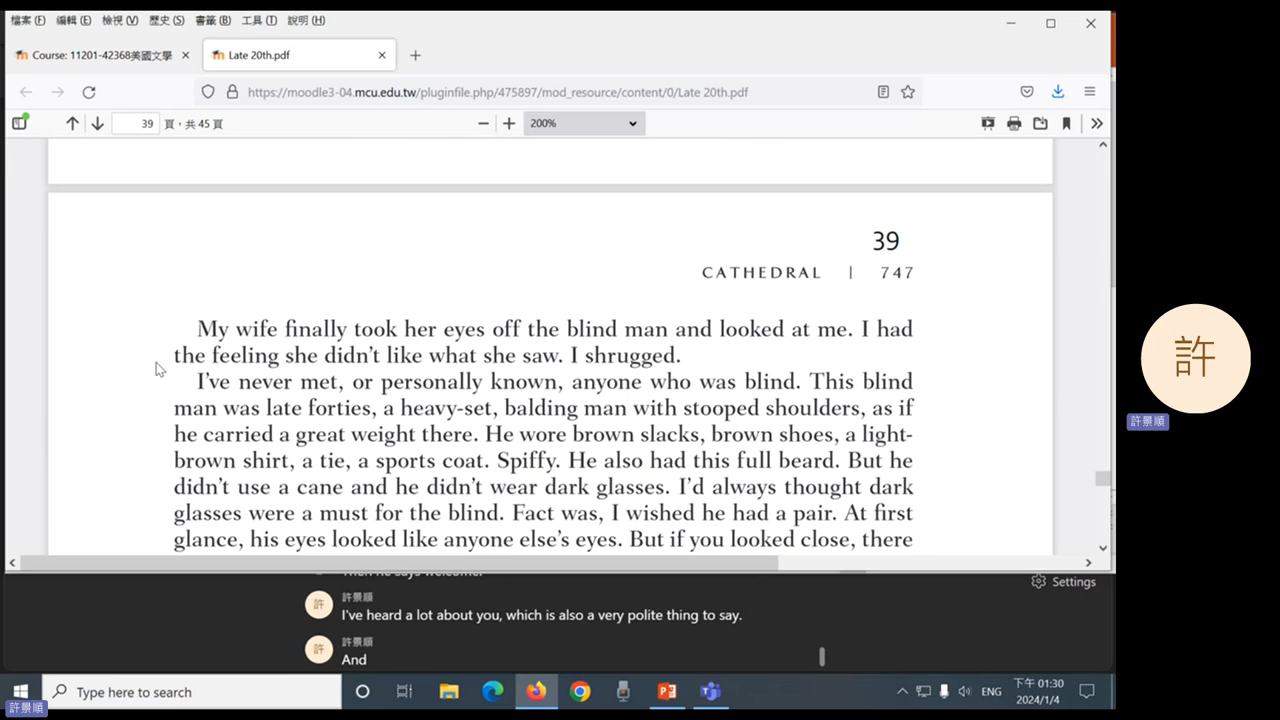 檔案(F) 編輯(E) 檢視(V) 歷史(S) 書籤(B) 工具(T) 說明(H)
Course: 11201-42368美國文學
Late 20th.pdf
https://moodle3-04.mcu.edu.tw/pluginfile.php/475897/mod_resource/content/0/Late 20th.pdf
39 頁，共 45 頁
200%
39
CATHEDRAL | 747
My wife finally took her eyes off the blind man and looked at me. I had
the feeling she didn't like what she saw. I shrugged.
I've never met, or personally known, anyone who was blind. This blind
man was late forties, a heavy-set, balding man with stooped shoulders, as if
he carried a great weight there. He wore brown slacks, brown shoes, a light-
brown shirt, a tie, a sports coat. Spiffy. He also had this full beard. But he
didn't use a cane and he didn't wear dark glasses. I'd always thought dark
glasses were a must for the blind. Fact was, I wished he had a pair. At first
glance, his eyes looked like anyone else's eyes. But if you looked close, there
Then he says welcome.
Settings
許
許景順
I've heard a lot about you, which is also a very polite thing to say.
許
許景順
And
許
許景順
Type here to search
ENG
下午 01:30
2024/1/4
許景順